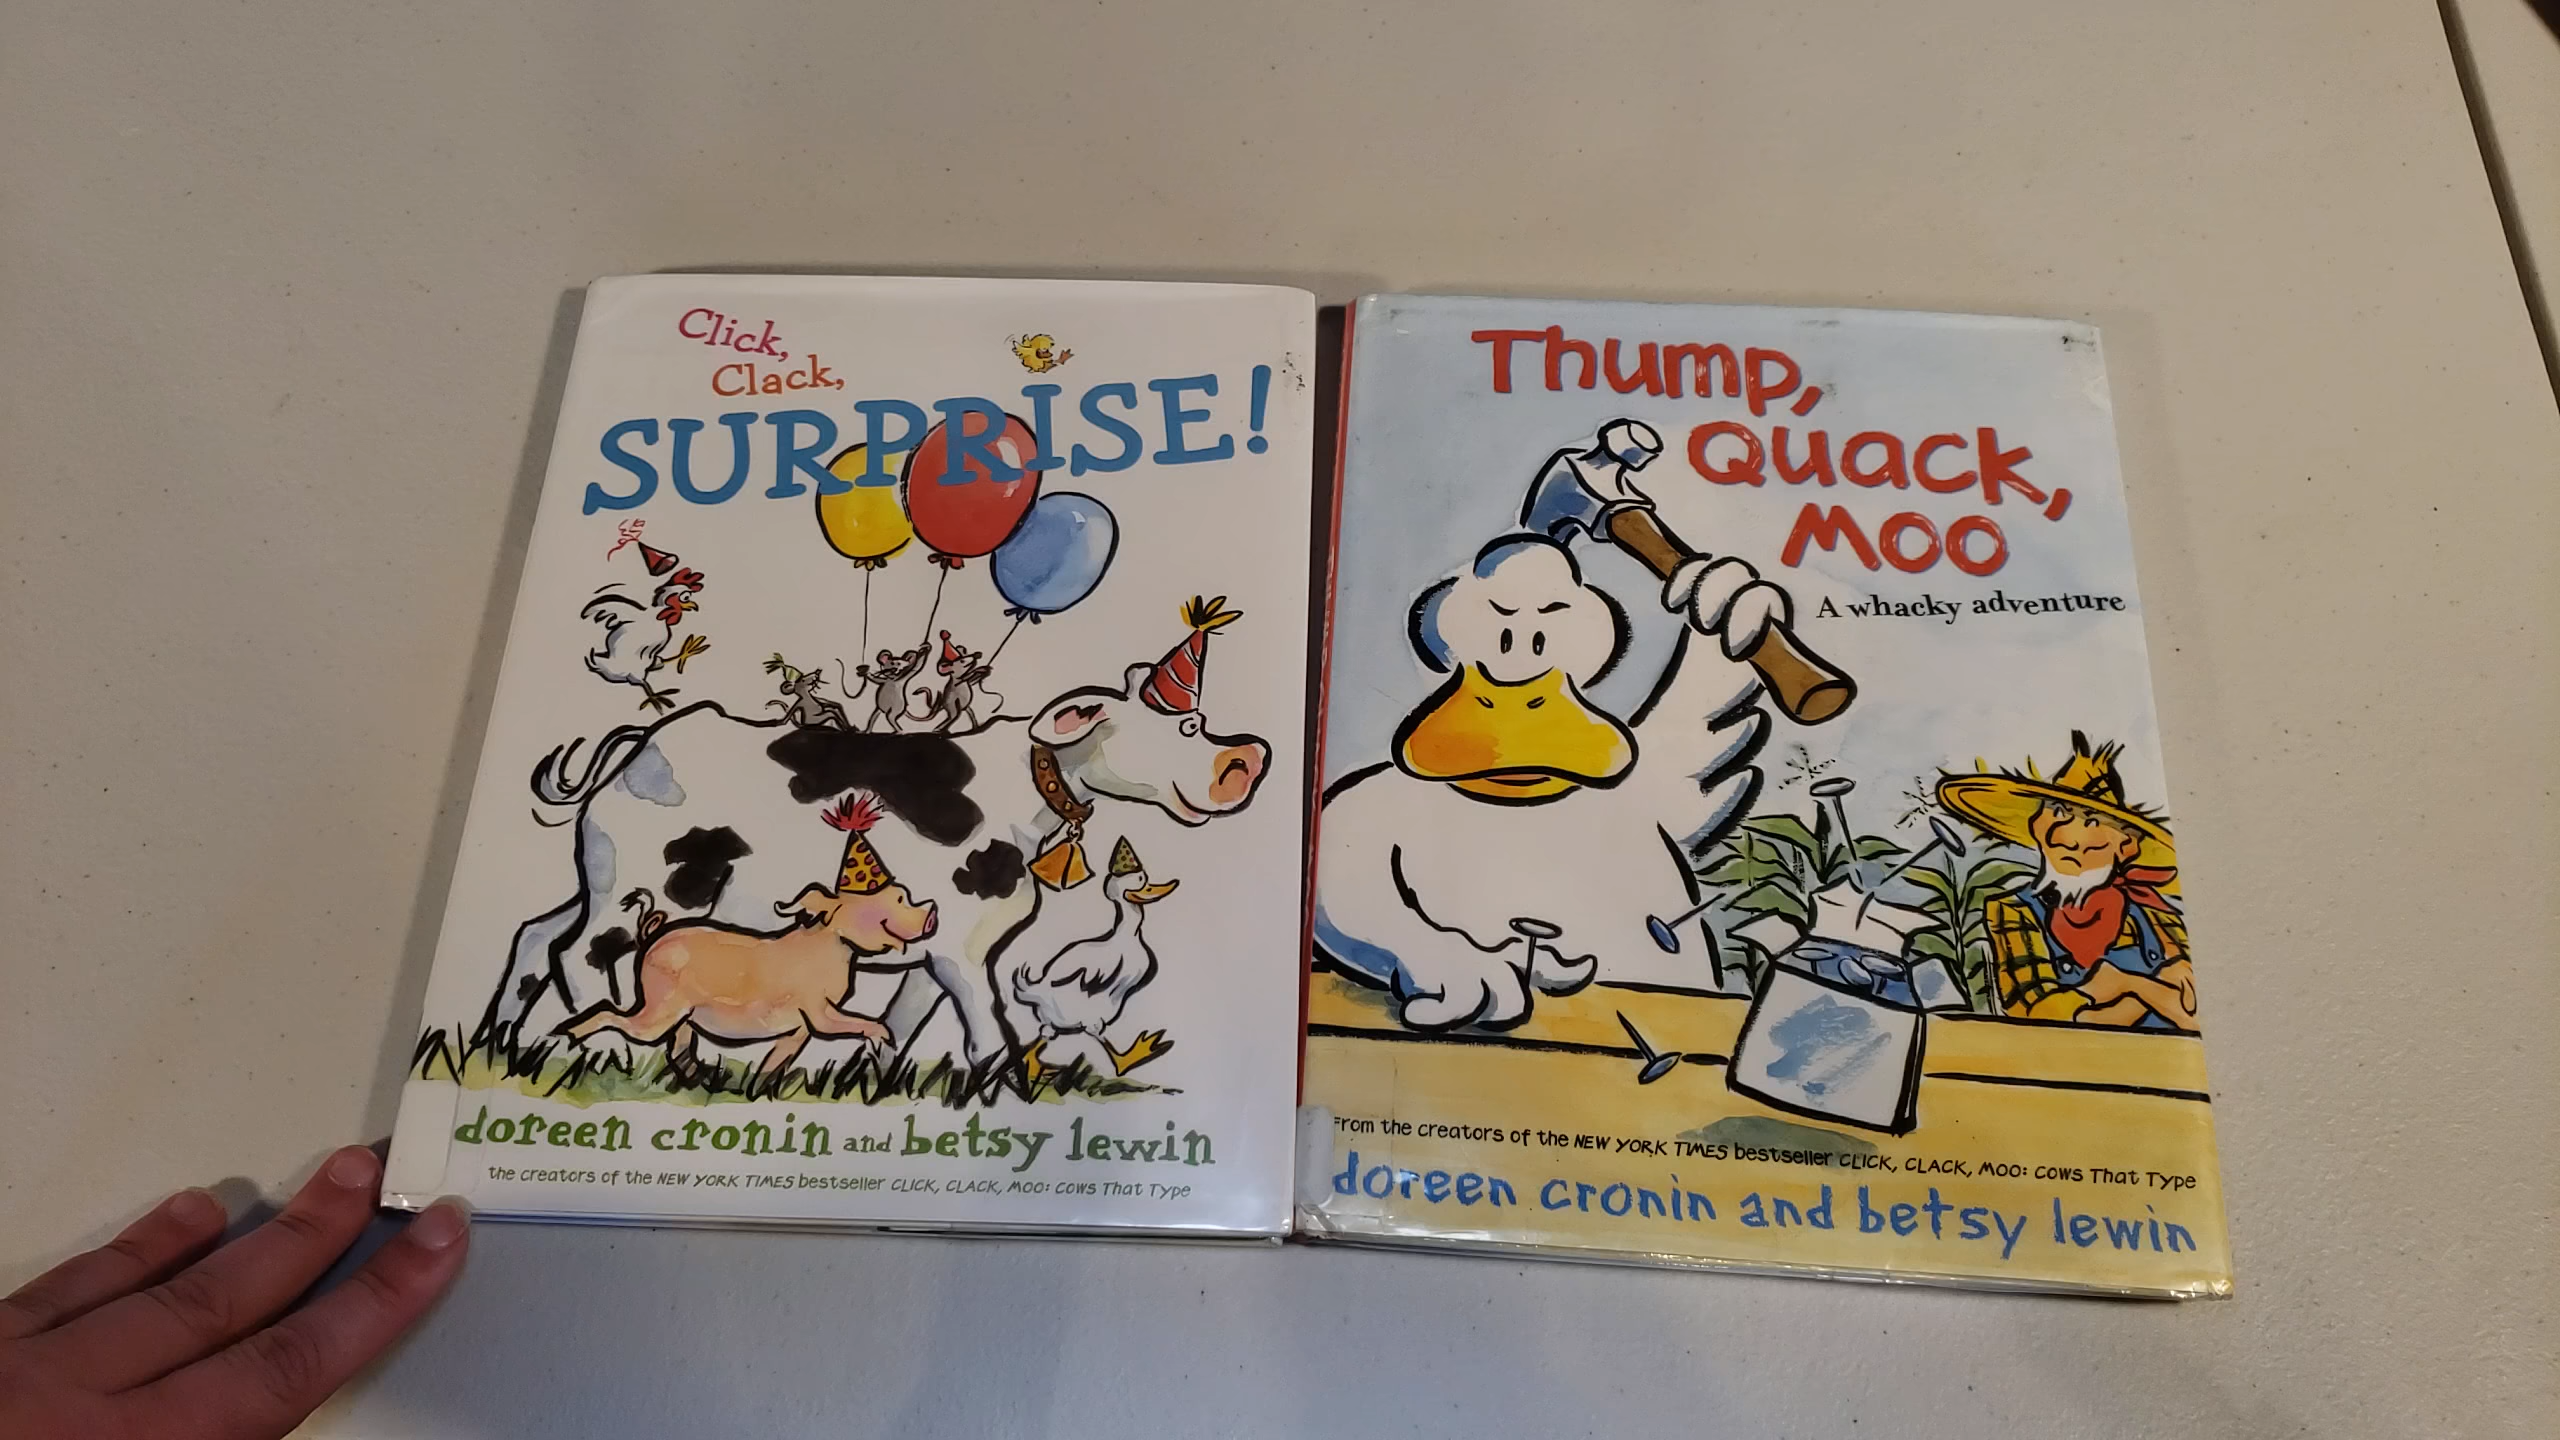 Click,
Clack,
SURPRISE!
doreen cronin and betsy lewin
the creators of the NEW YORK TIMES bestseller CLICK, CLACK, MOO: Cows That Type
Thump,
Quack,
Moo
A whacky adventure
From the creators of the NEW YORK TIMES bestseller CLICK, CLACK, MOO: Cows That Type
doreen cronin and betsy lewin